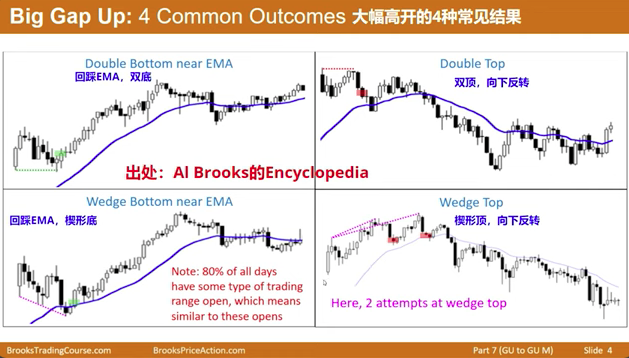 Big Gap Up: 4 Common Outcomes 大幅高开的4种常见结果
Double Bottom near EMA
回踩EMA，双底
Double Top
双顶，向下反转
出处：Al Brooks的Encyclopedia
Wedge Bottom near EMA
回踩EMA，楔形底
Note: 80% of all days
have some type of trading
range open, which means
similar to these opens
Wedge Top
楔形顶，向下反转
Here, 2 attempts at wedge top
BrooksTradingCourse.com BrooksPriceAction.com Part 7 (GU to GU M) Slide 4